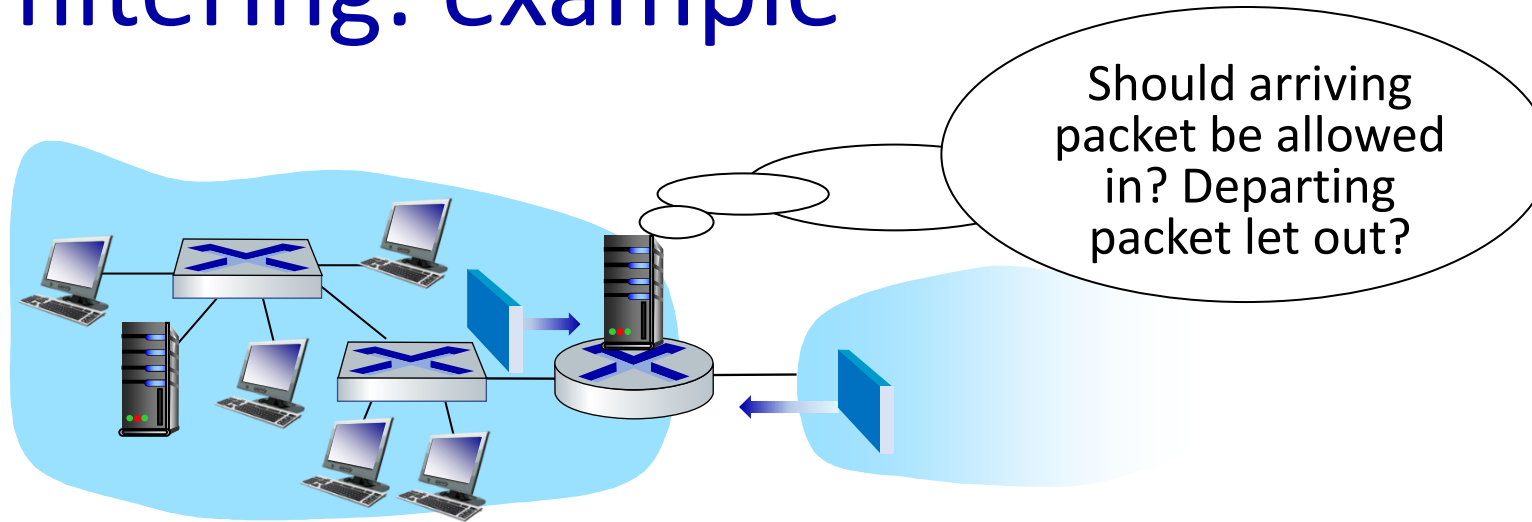 filtering: example
Should arriving
packet be allowed
in? Departing
packet let out?